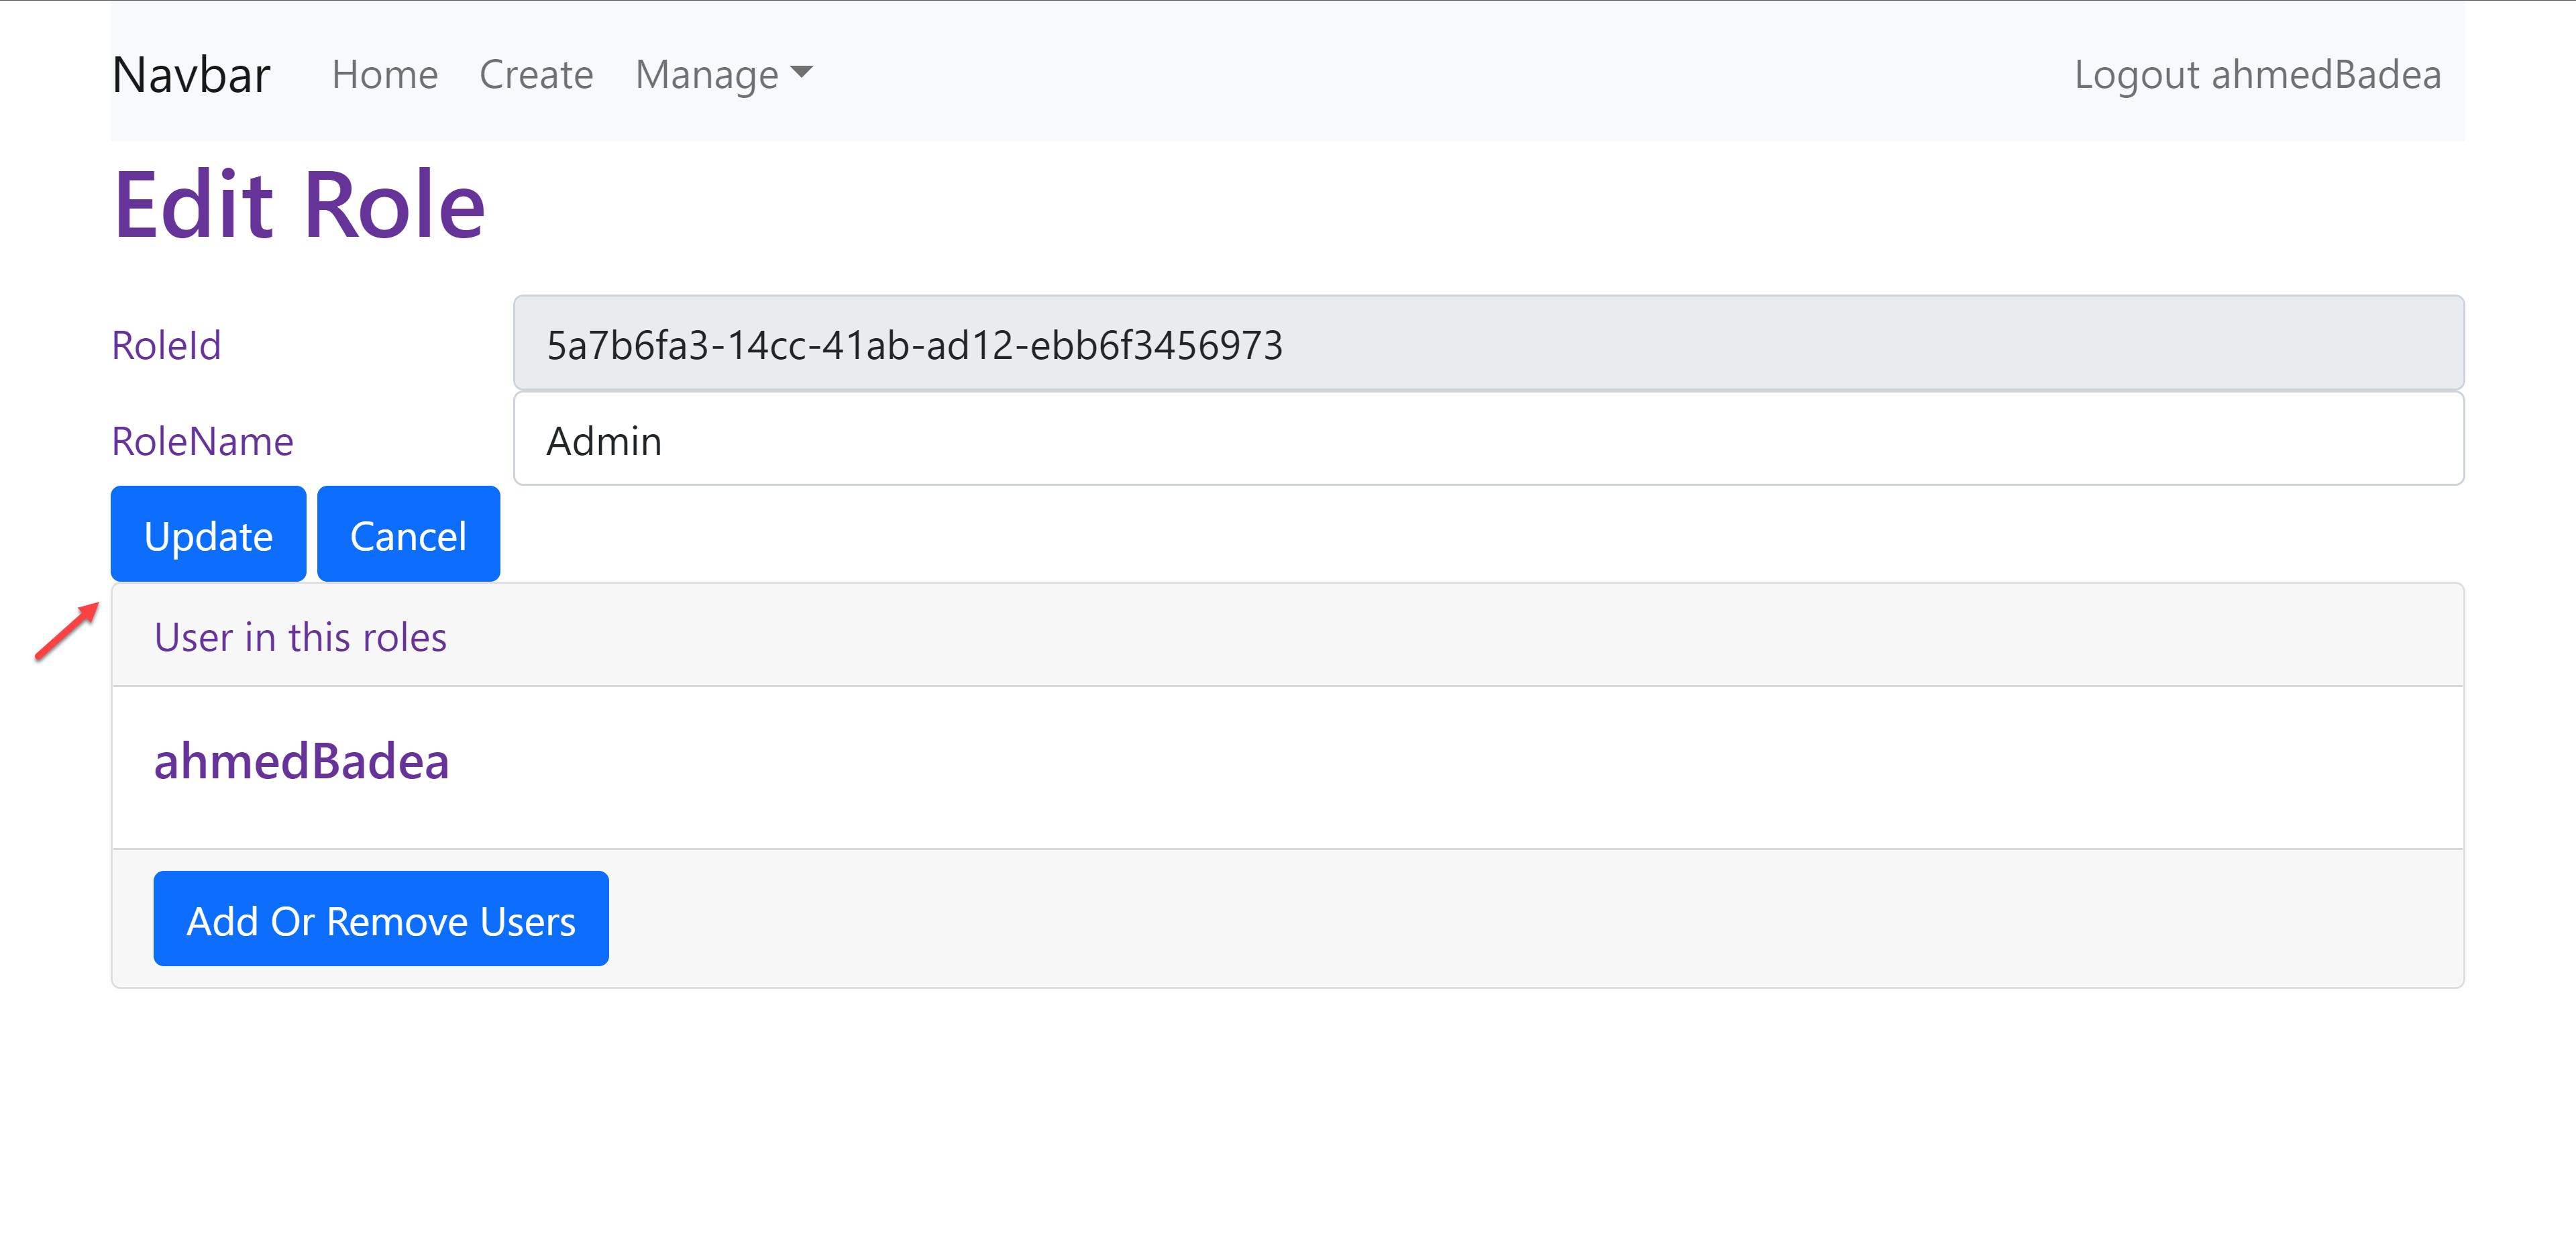 Navbar Home Create Manage Logout ahmedBadea
Edit Role
RoleId 5a7b6fa3-14cc-41ab-ad12-ebb6f3456973
RoleName Admin
Update Cancel
User in this roles
ahmedBadea
Add Or Remove Users